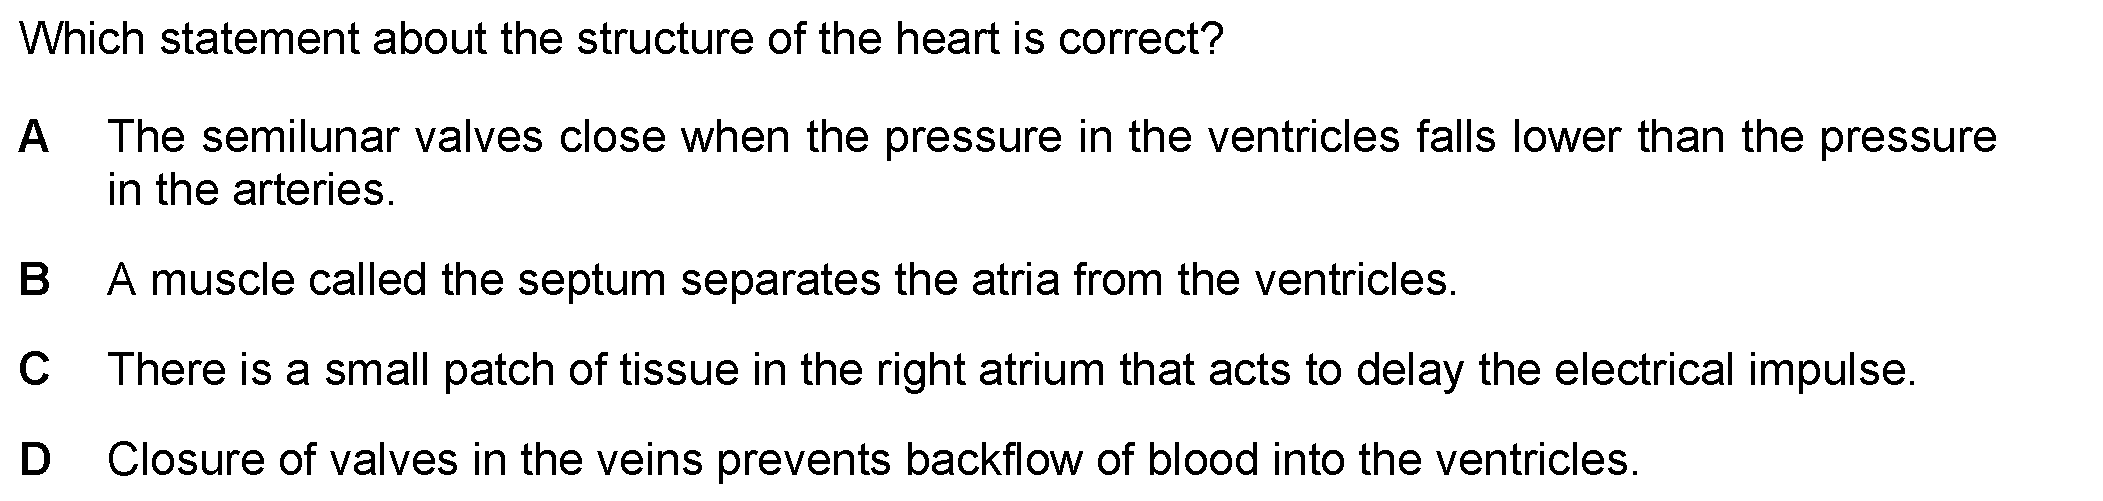 Which statement about the structure of the heart is correct?
A The semilunar valves close when the pressure in the ventricles falls lower than the pressure
in the arteries.
B A muscle called the septum separates the atria from the ventricles.
C There is a small patch of tissue in the right atrium that acts to delay the electrical impulse.
D Closure of valves in the veins prevents backflow of blood into the ventricles.